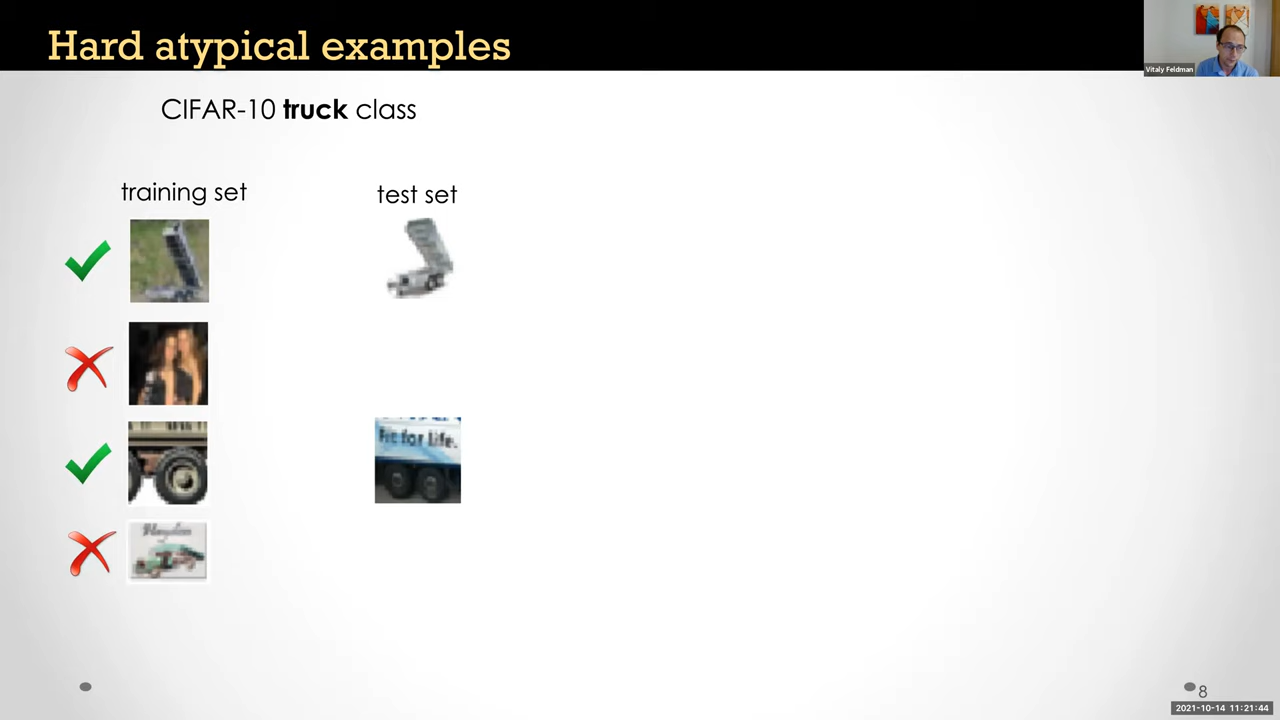 Hard atypical examples
Vitaly Feldman
CIFAR-10 truck class
training set
test set
Fit for life.
8
2021-10-14 11:21:44